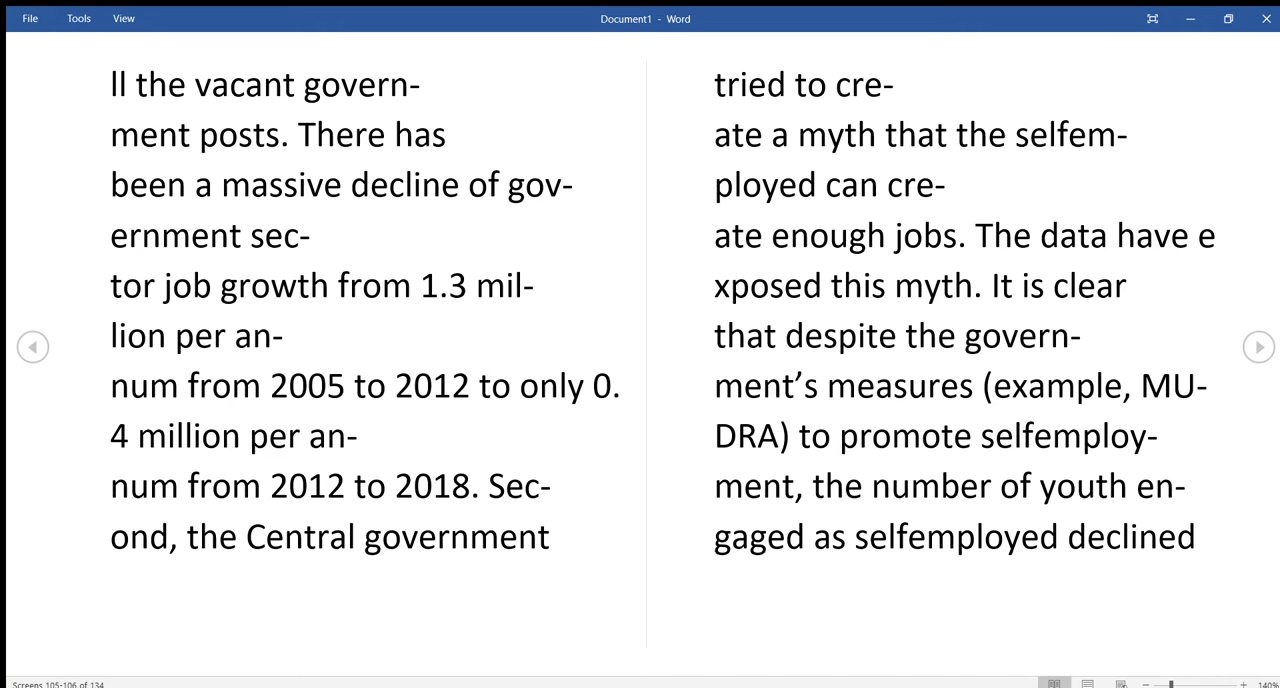 File Tools View Document1 - Word
ll the vacant govern-
ment posts. There has
been a massive decline of gov-
ernment sec-
tor job growth from 1.3 mil-
lion per an-
num from 2005 to 2012 to only 0.
4 million per an-
num from 2012 to 2018. Sec-
ond, the Central government
tried to cre-
ate a myth that the selfem-
ployed can cre-
ate enough jobs. The data have e
xposed this myth. It is clear
that despite the govern-
ment’s measures (example, MU-
DRA) to promote selfemploy-
ment, the number of youth en-
gaged as selfemployed declined
Screens 105-106 of 134 140%